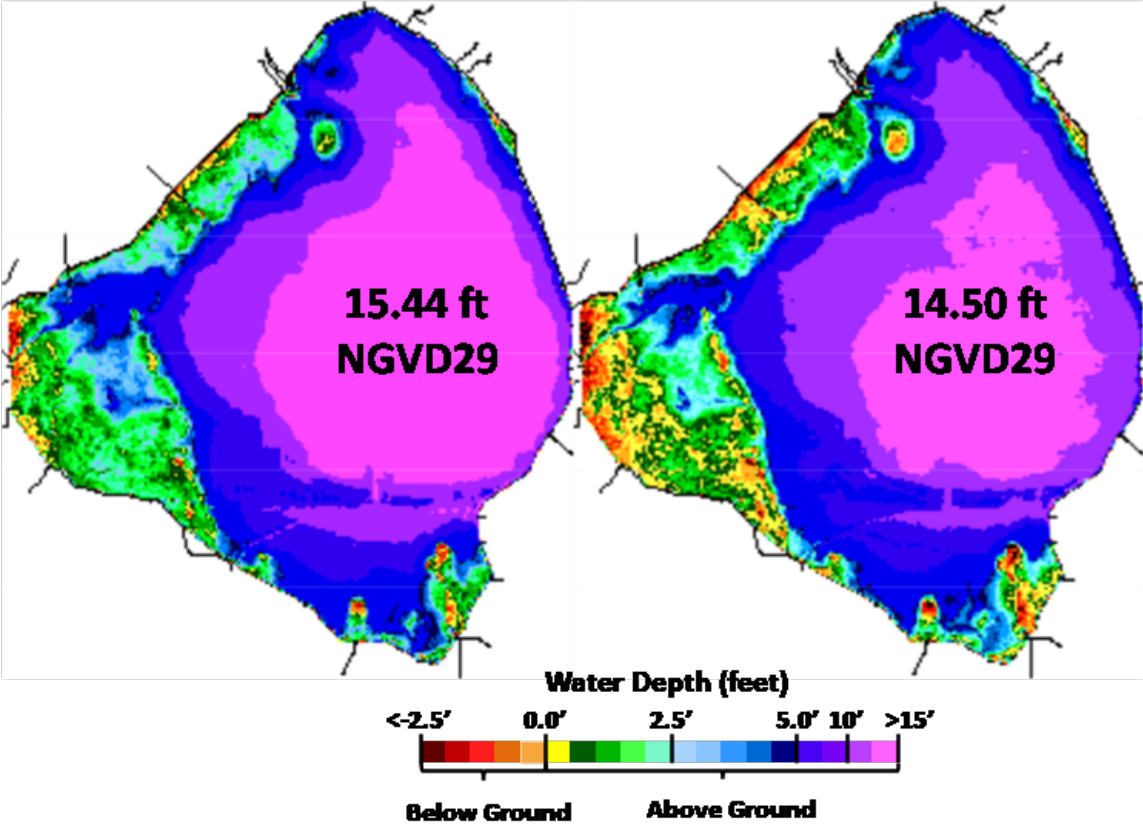 15.44 ft
NGVD29
14.50 ft
NGVD29
Water Depth (feet)
<-2.5’ 0.0’ 2.5’ 5.0’ 10’ >15’
Below Ground Above Ground